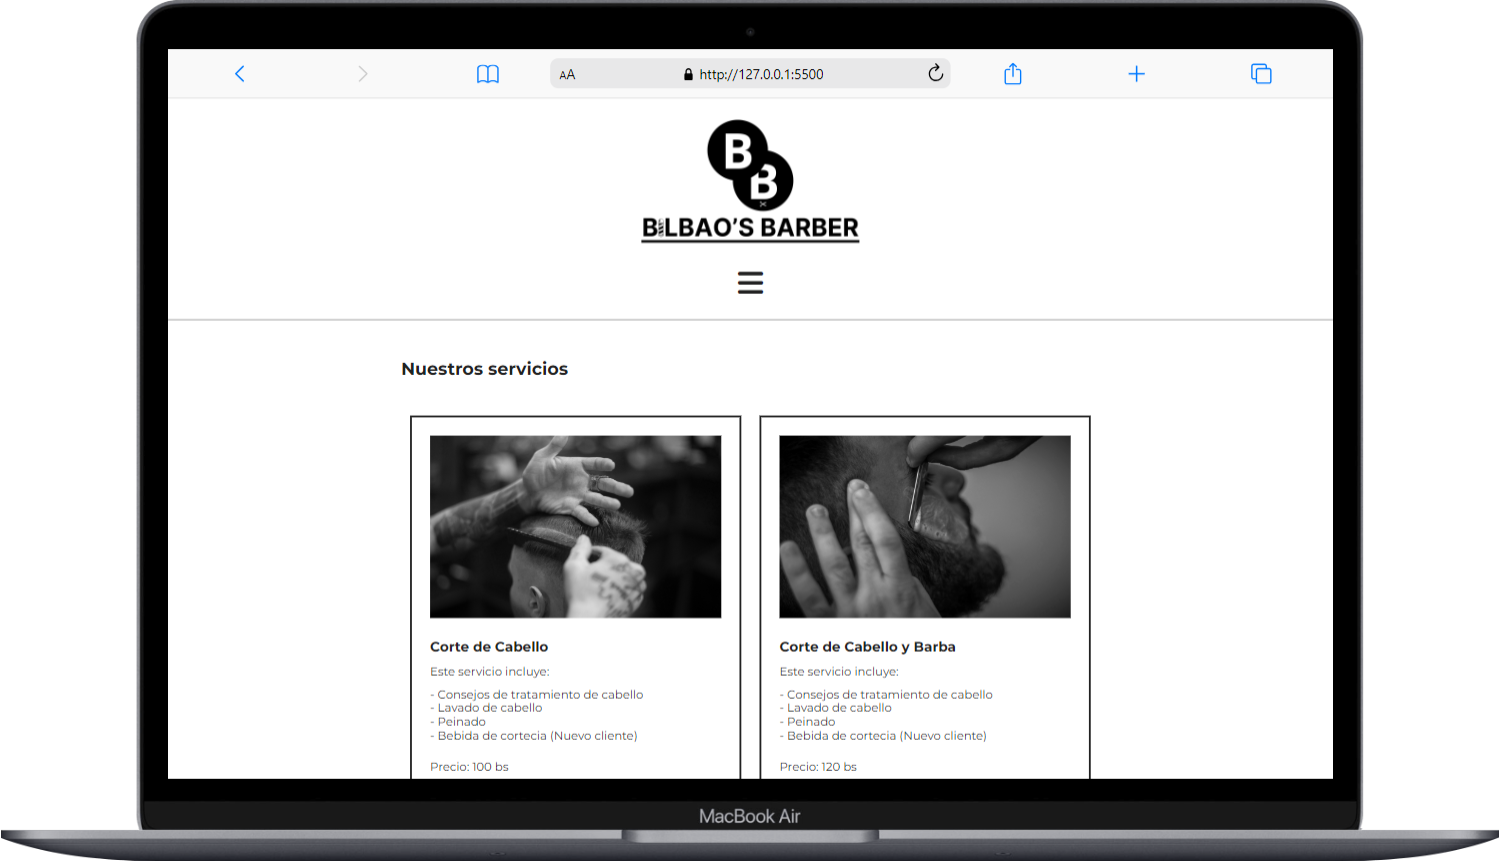 AA
http://127.0.0.1:5500
B
B
BILBAO'S BARBER
Nuestros servicios
Corte de Cabello
Este servicio incluye:
- Consejos de tratamiento de cabello
- Lavado de cabello
- Peinado
- Bebida de cortecia (Nuevo cliente)
Precio: 100 bs
Corte de Cabello y Barba
Este servicio incluye:
- Consejos de tratamiento de cabello
- Lavado de cabello
- Peinado
- Bebida de cortecia (Nuevo cliente)
Precio: 120 bs
MacBook Air